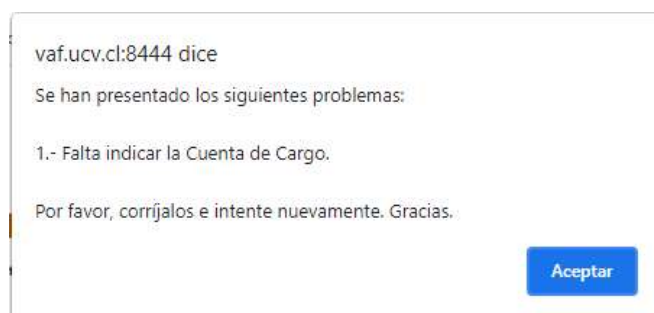 vaf.ucv.cl:8444 dice
Se han presentado los siguientes problemas:
1.- Falta indicar la Cuenta de Cargo.
Por favor, corríjalos e intente nuevamente. Gracias.
Aceptar